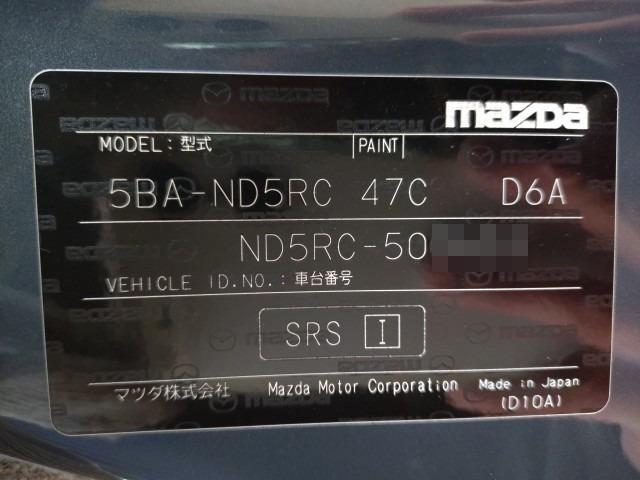 mazda
MODEL : 型式 |PAINT|
5BA-ND5RC 47C D6A
ND5RC-50
VEHICLE ID.NO. : 車台番号
SRS I
マツダ株式会社 Mazda Motor Corporation Made in Japan
(D10A)